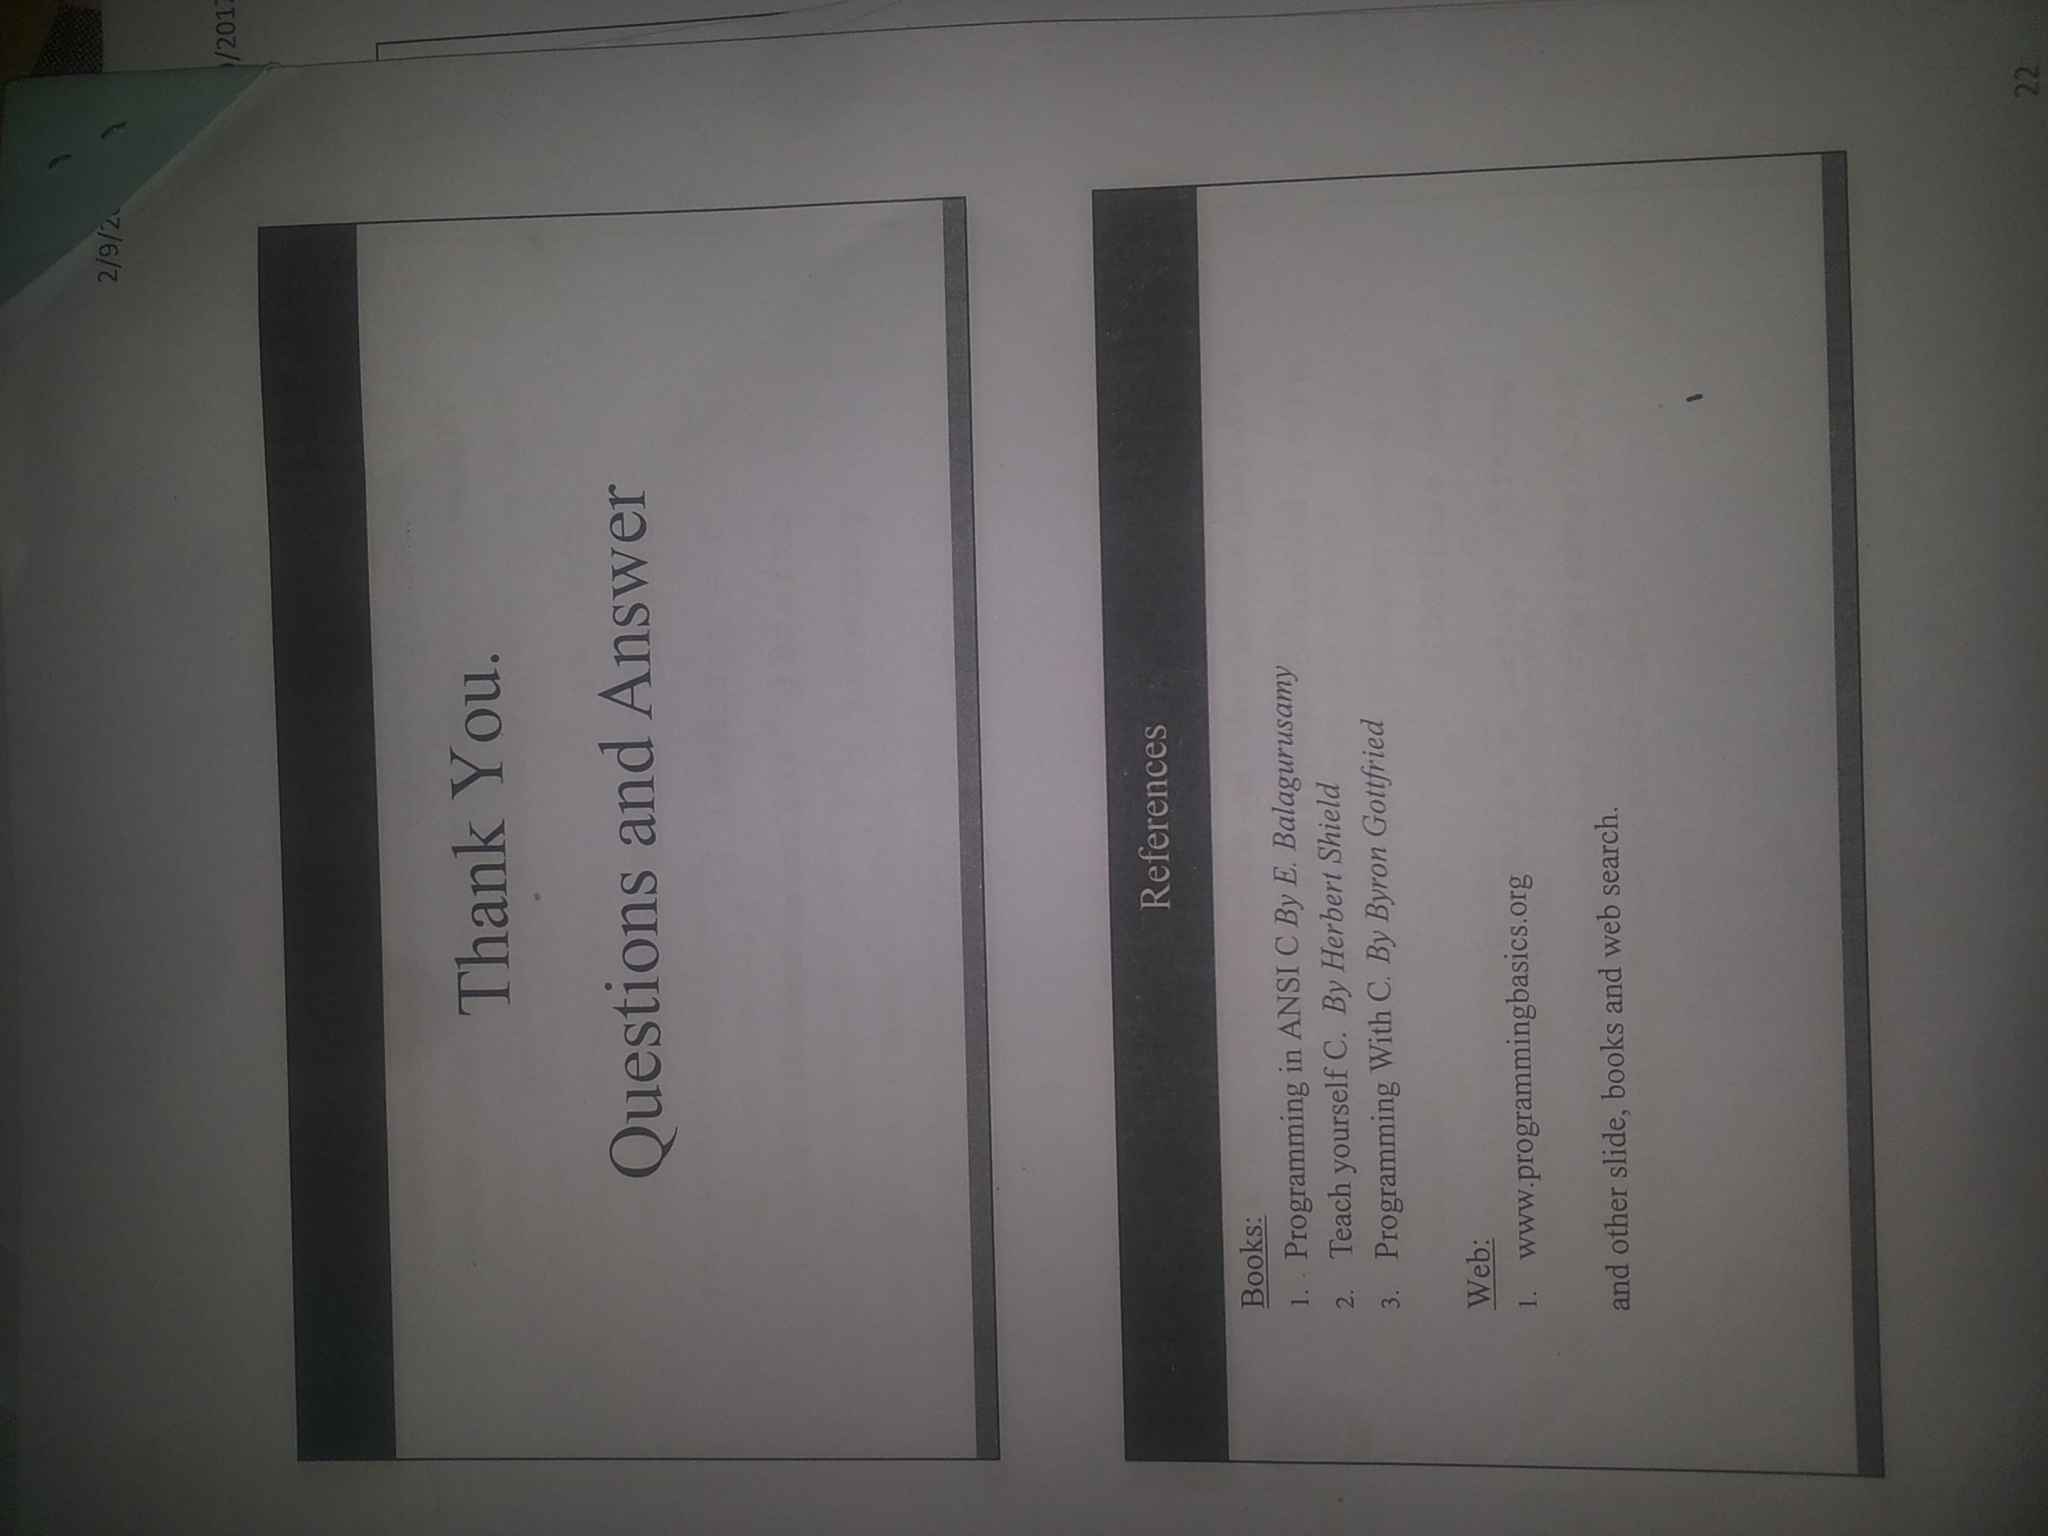 2/9/2
/2017
Thank You.
Questions and Answer
References
Books:
1. Programming in ANSI C By E. Balagurusamy
2. Teach yourself C. By Herbert Shield
3. Programming With C. By Byron Gottfried
Web:
1. www.programmingbasics.org
and other slide, books and web search.
22